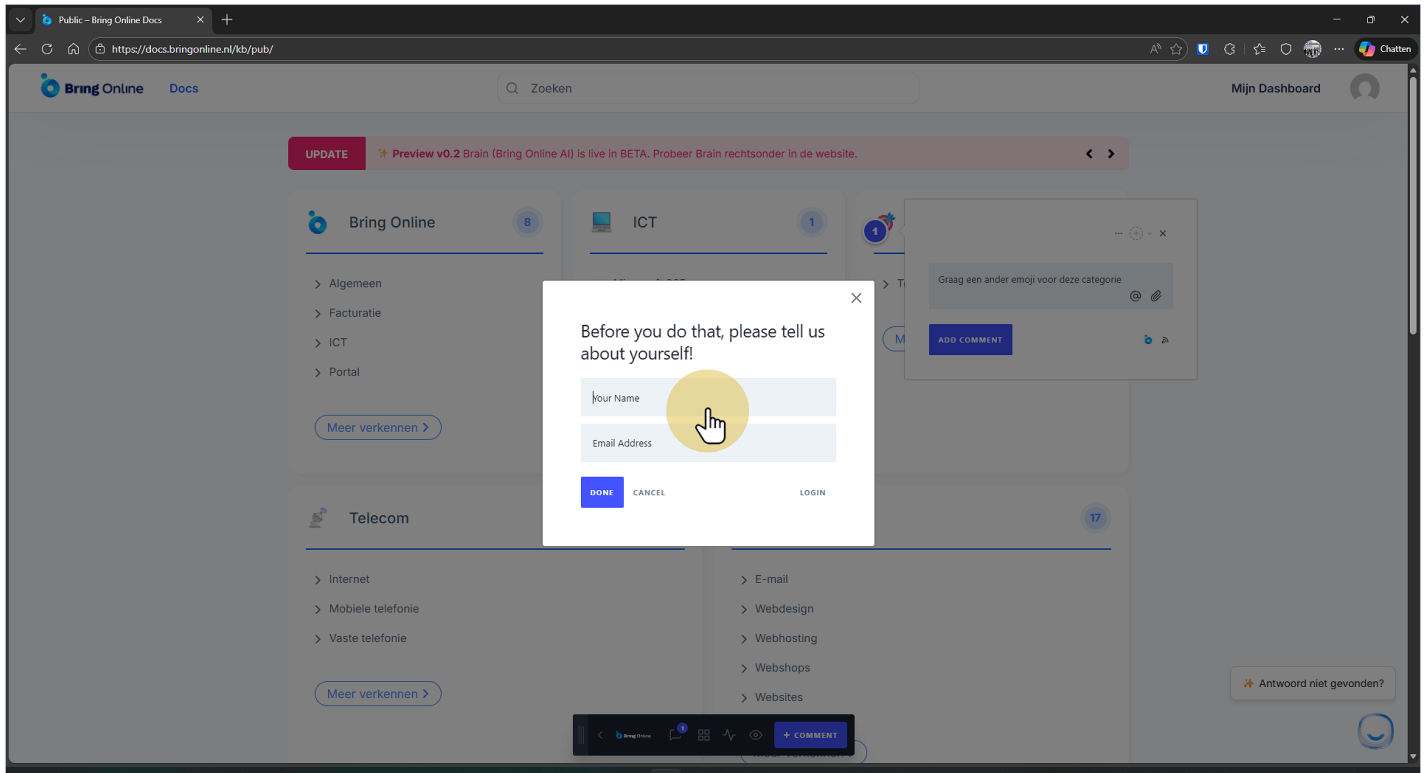 Public – Bring Online Docs
https://docs.bringonline.nl/kb/pub/
Chatten
Bring Online
Docs
Zoeken
Mijn Dashboard
UPDATE
Preview v0.2 Brain (Bring Online AI) is live in BETA. Probeer Brain rechtsonder in de website.
Bring Online
8
ICT
1
1
Algemeen
Facturatie
ICT
Portal
Meer verkennen
Graag een ander emoji voor deze categorie
ADD COMMENT
Before you do that, please tell us
about yourself!
Your Name
Email Address
DONE
CANCEL
LOGIN
Telecom
17
Internet
Mobiele telefonie
Vaste telefonie
Meer verkennen
E-mail
Webdesign
Webhosting
Webshops
Websites
Antwoord niet gevonden?
Bring Online
1
+ COMMENT